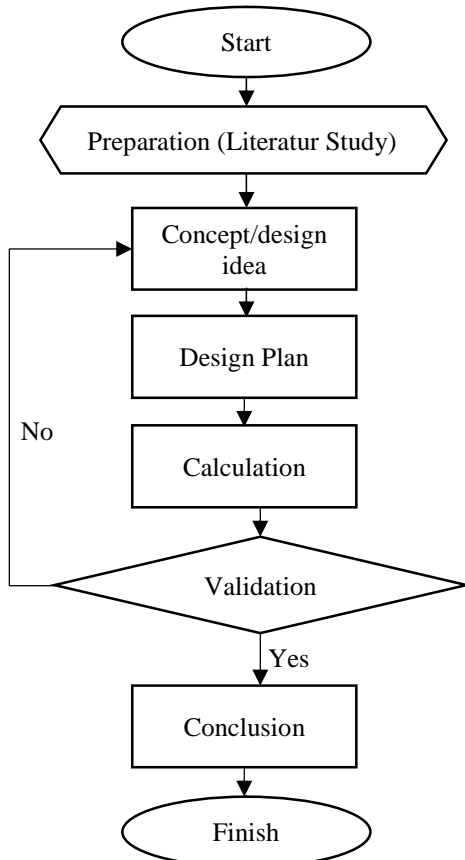 Start
Preparation (Literatur Study)
Concept/design
idea
Design Plan
No
Calculation
Validation
Yes
Conclusion
Finish